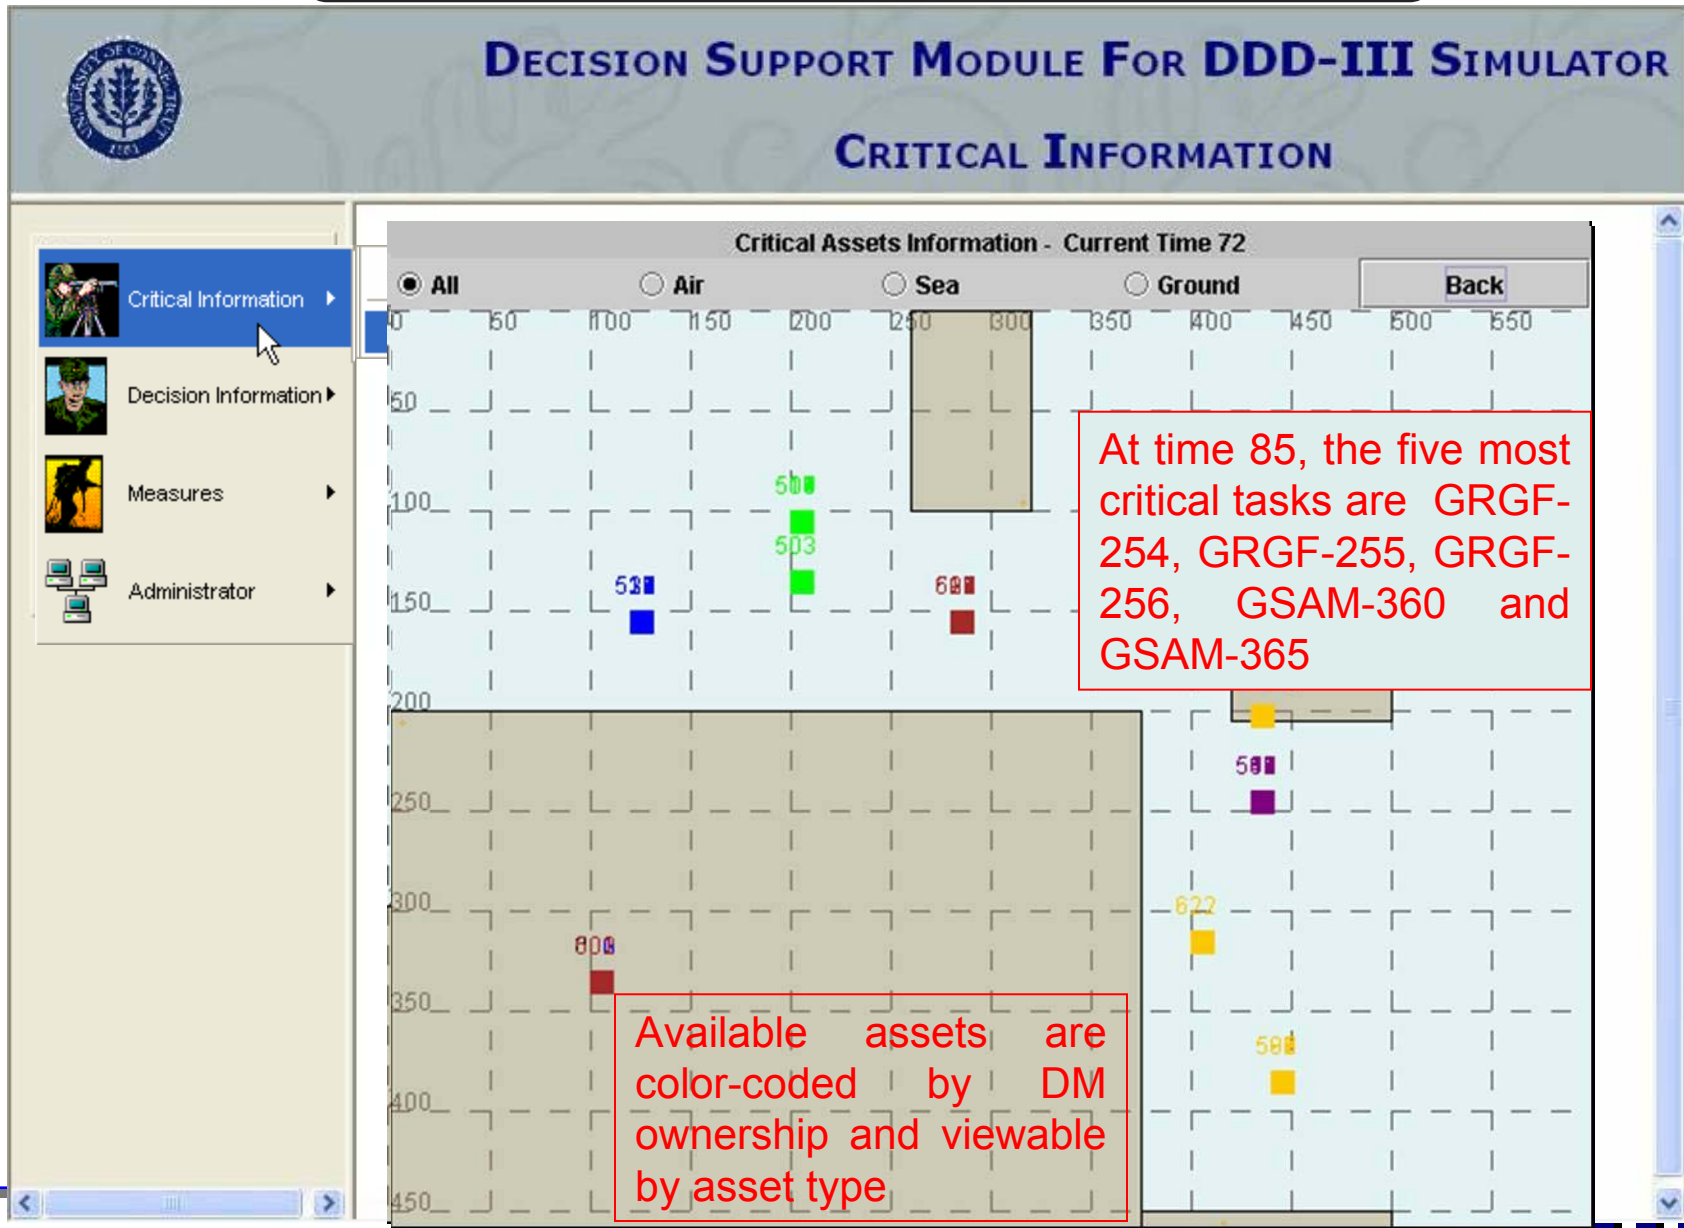 DECISION SUPPORT MODULE FOR DDD-III SIMULATOR
CRITICAL INFORMATION
UNIVERSITY OF CONNECTICUT
1881
Critical Information
Decision Information
Measures
Administrator
Critical Assets Information - Current Time 72
All Air Sea Ground Back
0 50 100 150 200 250 300 350 400 450 500 550
50
100
150
200
250
300
350
400
450
503
622
At time 85, the five most
critical tasks are GRGF-
254, GRGF-255, GRGF-
256, GSAM-360 and
GSAM-365
Available assets are
color-coded by DM
ownership and viewable
by asset type